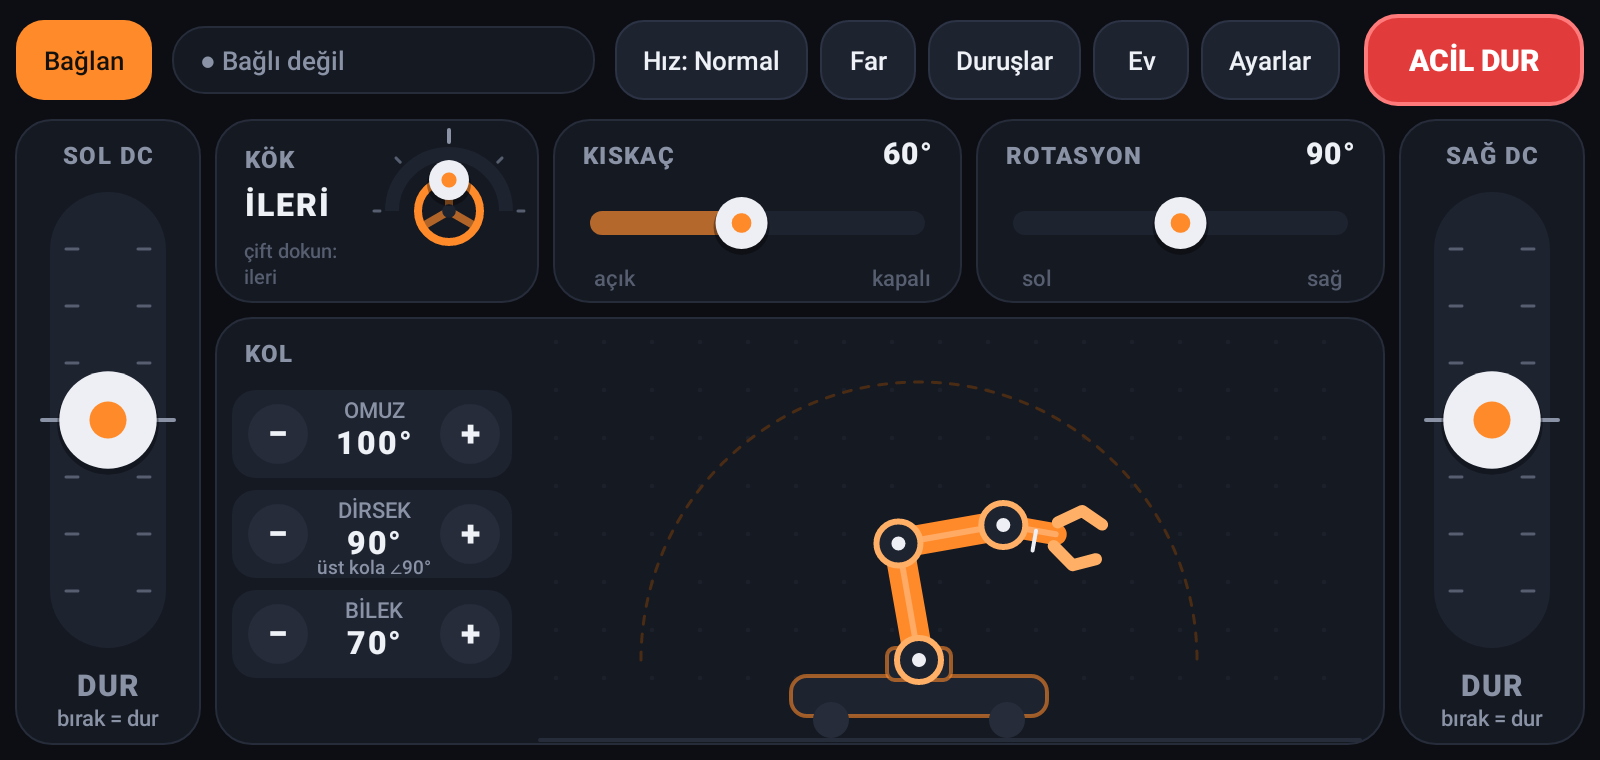 Bağlan
● Bağlı değil
Hız: Normal
Far
Duruşlar
Ev
Ayarlar
ACİL DUR
SOL DC
DUR
bırak = dur
KÖK
İLERİ
çift dokun:
ileri
KISKAÇ
60°
açık
kapalı
ROTASYON
90°
sol
sağ
KOL
− OMUZ +
100°
− DİRSEK +
90°
üst kola ∠90°
− BİLEK +
70°
SAĞ DC
DUR
bırak = dur